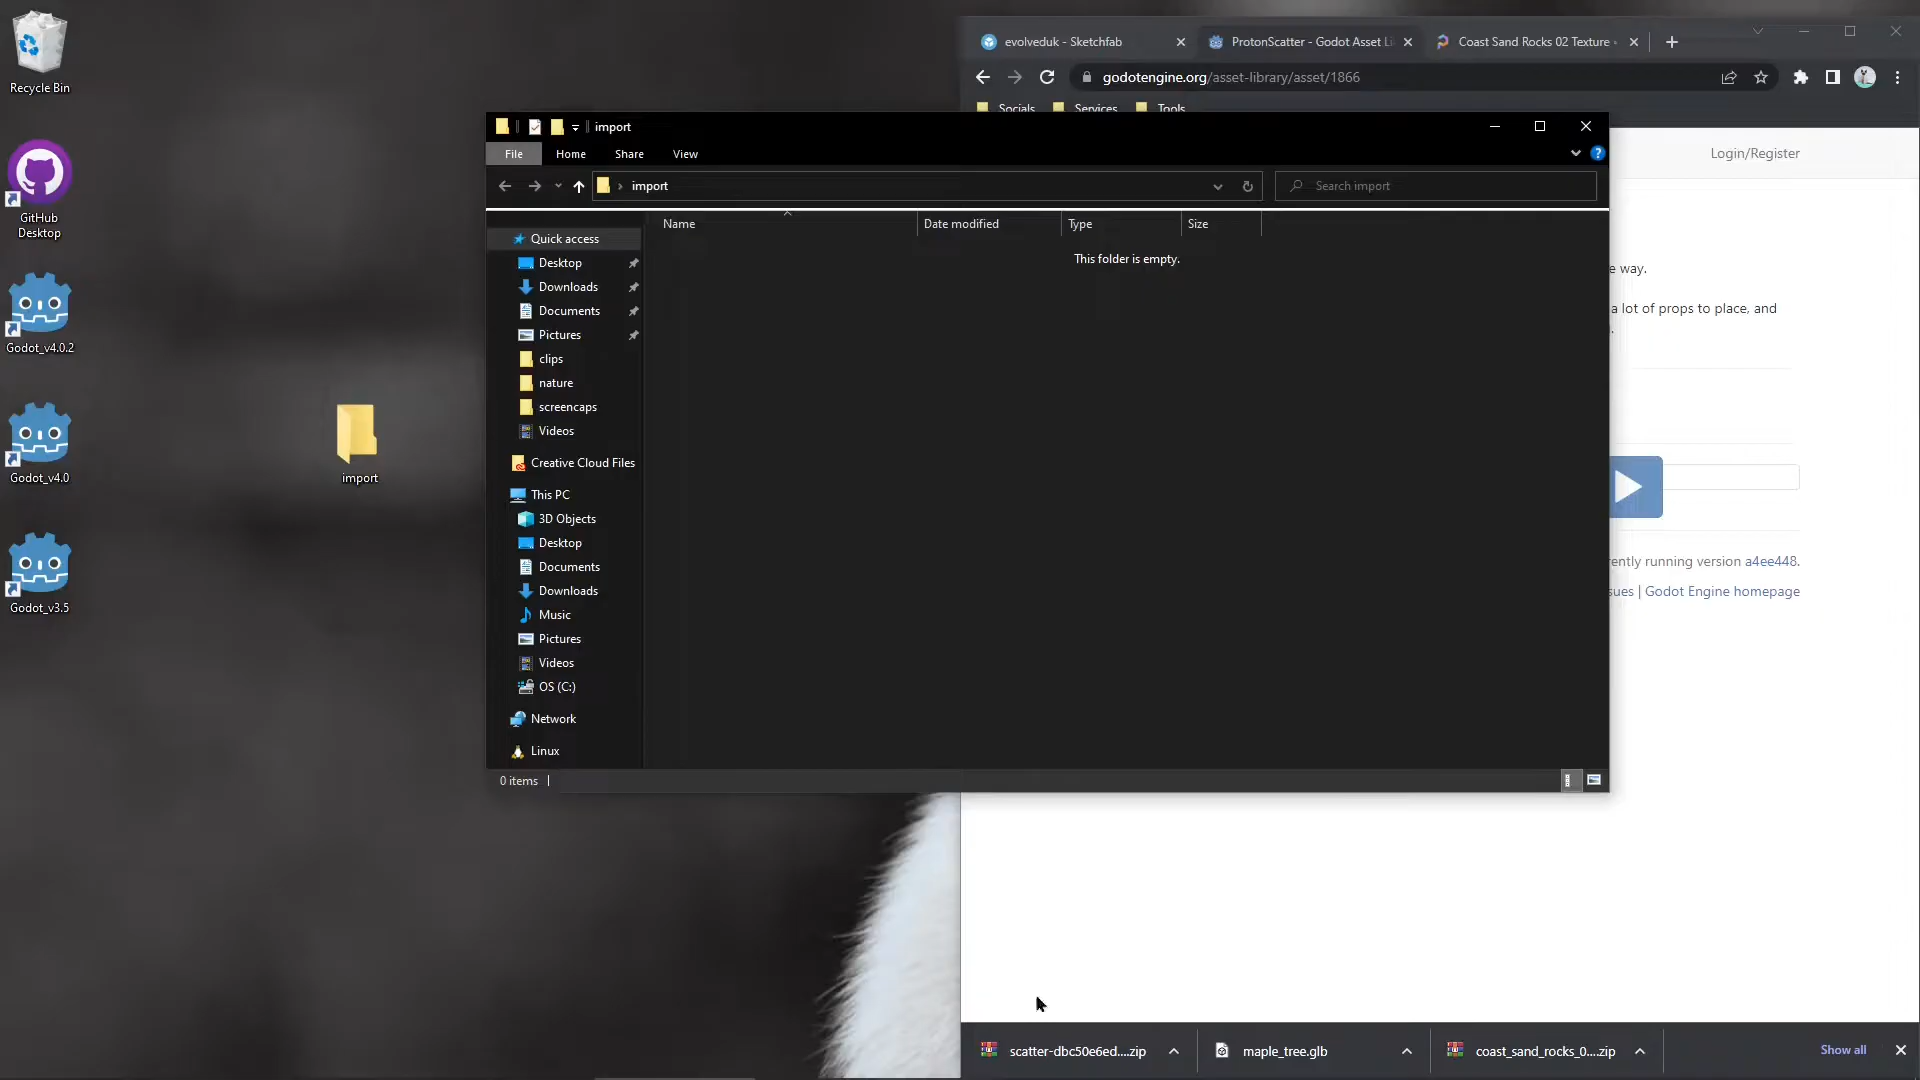 Recycle Bin
GitHub
Desktop
Godot_v4.0.2
Godot_v4.0
Godot_v3.5
import
evolveduk - Sketchfab
ProtonScatter - Godot Asset Li
Coast Sand Rocks 02 Texture
godotengine.org/asset-library/asset/1866
Socials
Services
Tools
Login/Register
import
File
Home
Share
View
import
Search import
Name
Date modified
Type
Size
This folder is empty.
Quick access
Desktop
Downloads
Documents
Pictures
clips
nature
screencaps
Videos
Creative Cloud Files
This PC
3D Objects
Desktop
Documents
Downloads
Music
Pictures
Videos
OS (C:)
Network
Linux
0 items
e way.
a lot of props to place, and
ently running version a4ee448.
sues | Godot Engine homepage
scatter-dbc50e6ed....zip
maple_tree.glb
coast_sand_rocks_0....zip
Show all